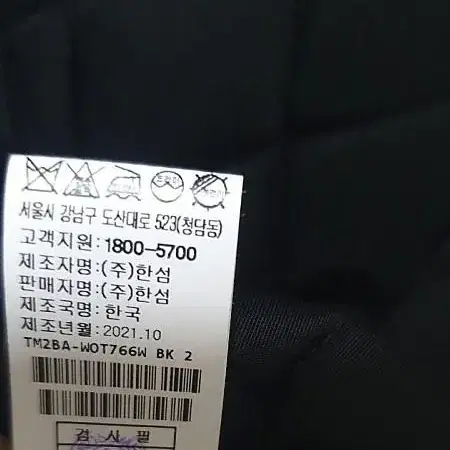 서울시 강남구 도산대로 523(청담동)
고객지원:1800-5700
제조자명:(주)한섬
판매자명:(주)한섬
제조국명:한국
제조년월:2021.10
TM2BA-WOT766W BK 2
검 사 필